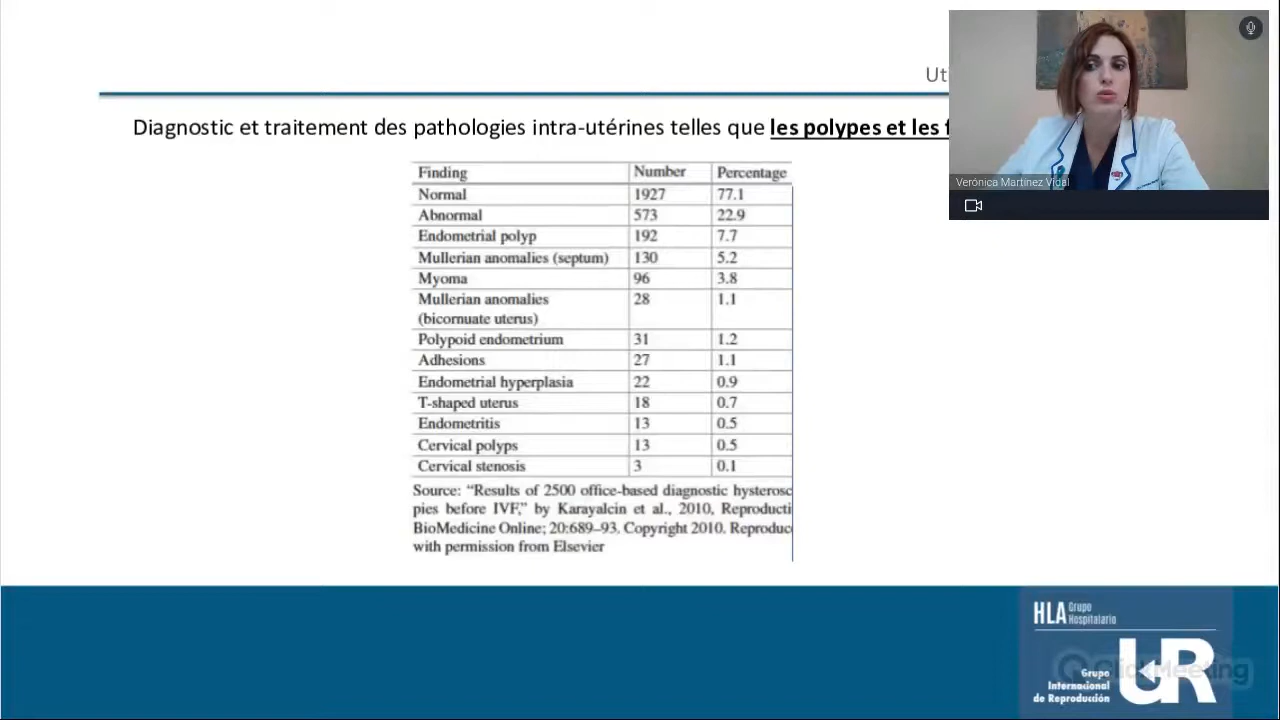 Uti
Diagnostic et traitement des pathologies intra-utérines telles que les polypes et les f
Verónica Martinez Vidal
Finding Number Percentage
Normal 1927 77.1
Abnormal 573 22.9
Endometrial polyp 192 7.7
Mullerian anomalies (septum) 130 5.2
Myoma 96 3.8
Mullerian anomalies 28 1.1
(bicornuate uterus)
Polypoid endometrium 31 1.2
Adhesions 27 1.1
Endometrial hyperplasia 22 0.9
T-shaped uterus 18 0.7
Endometritis 13 0.5
Cervical polyps 13 0.5
Cervical stenosis 3 0.1
Source: “Results of 2500 office-based diagnostic hysterosc
pies before IVF,” by Karayalcin et al., 2010, Reproducti
BioMedicine Online; 20:689–93. Copyright 2010. Reproduc
with permission from Elsevier
HLA Grupo
Hospitalario
UR
Grupo
Internacional
de Reproducción
ClickMeeting